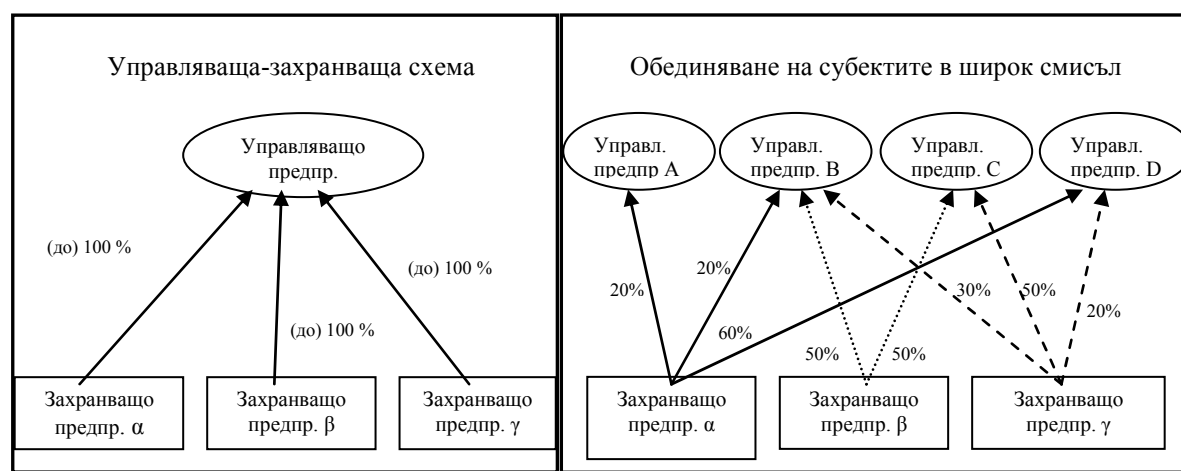 Управляваща-захранваща схема
Управляващо
предпр.
(до) 100 %
(до) 100 %
(до) 100 %
Захранващо
предпр. α
Захранващо
предпр. β
Захранващо
предпр. γ
Обединяване на субектите в широк смисъл
Управл.
предпр А
Управл.
предпр. В
Управл.
предпр. С
Управл.
предпр. D
20%
20%
60%
50%
50%
30%
50%
20%
Захранващо
предпр. α
Захранващо
предпр. β
Захранващо
предпр. γ